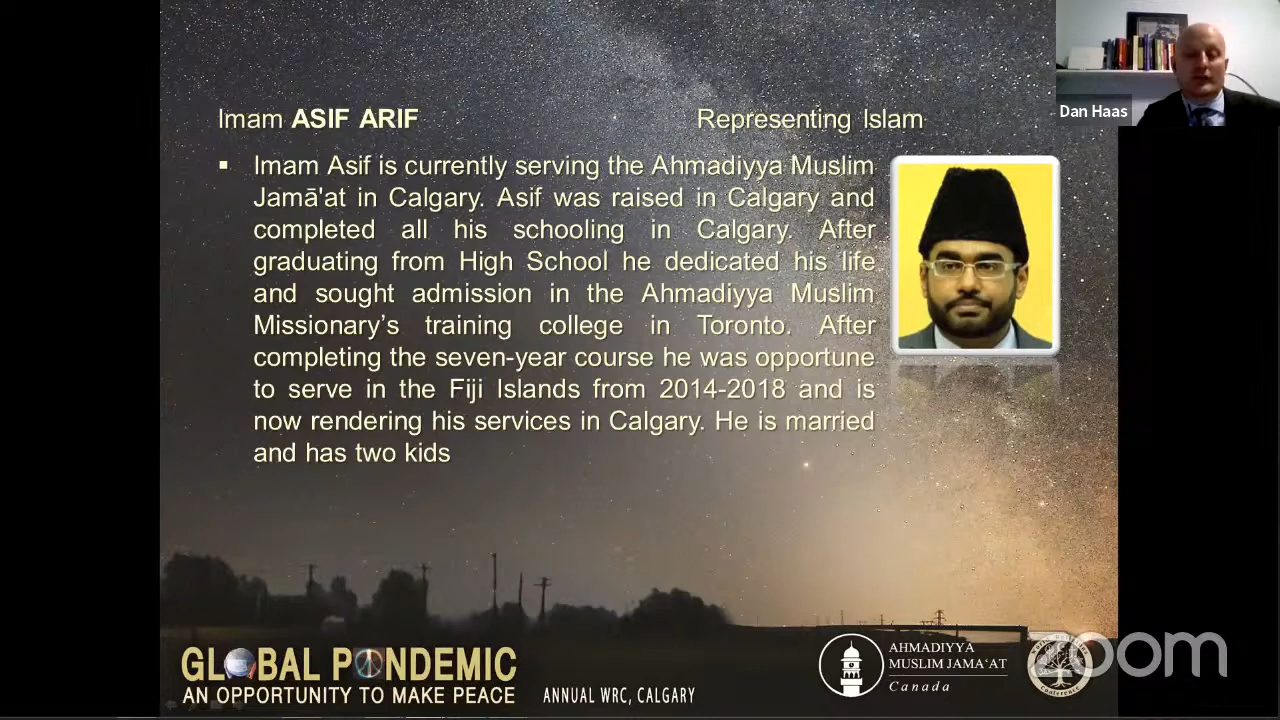 Imam ASIF ARIF
Representing Islam
Dan Haas
▪ Imam Asif is currently serving the Ahmadiyya Muslim
Jamā'at in Calgary. Asif was raised in Calgary and
completed all his schooling in Calgary. After
graduating from High School he dedicated his life
and sought admission in the Ahmadiyya Muslim
Missionary’s training college in Toronto. After
completing the seven-year course he was opportune
to serve in the Fiji Islands from 2014-2018 and is
now rendering his services in Calgary. He is married
and has two kids
GLOBAL PANDEMIC
AN OPPORTUNITY TO MAKE PEACE
ANNUAL WRC, CALGARY
AHMADIYYA
MUSLIM JAMA‘AT
Canada
conference
zoom